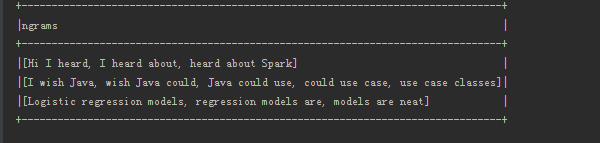 +------------------------------------------------------------------+
|ngrams                                                            |
+------------------------------------------------------------------+
|[Hi I heard, I heard about, heard about Spark]                    |
|[I wish Java, wish Java could, Java could use, could use case, use case classes]|
|[Logistic regression models, regression models are, models are neat]|
+------------------------------------------------------------------+